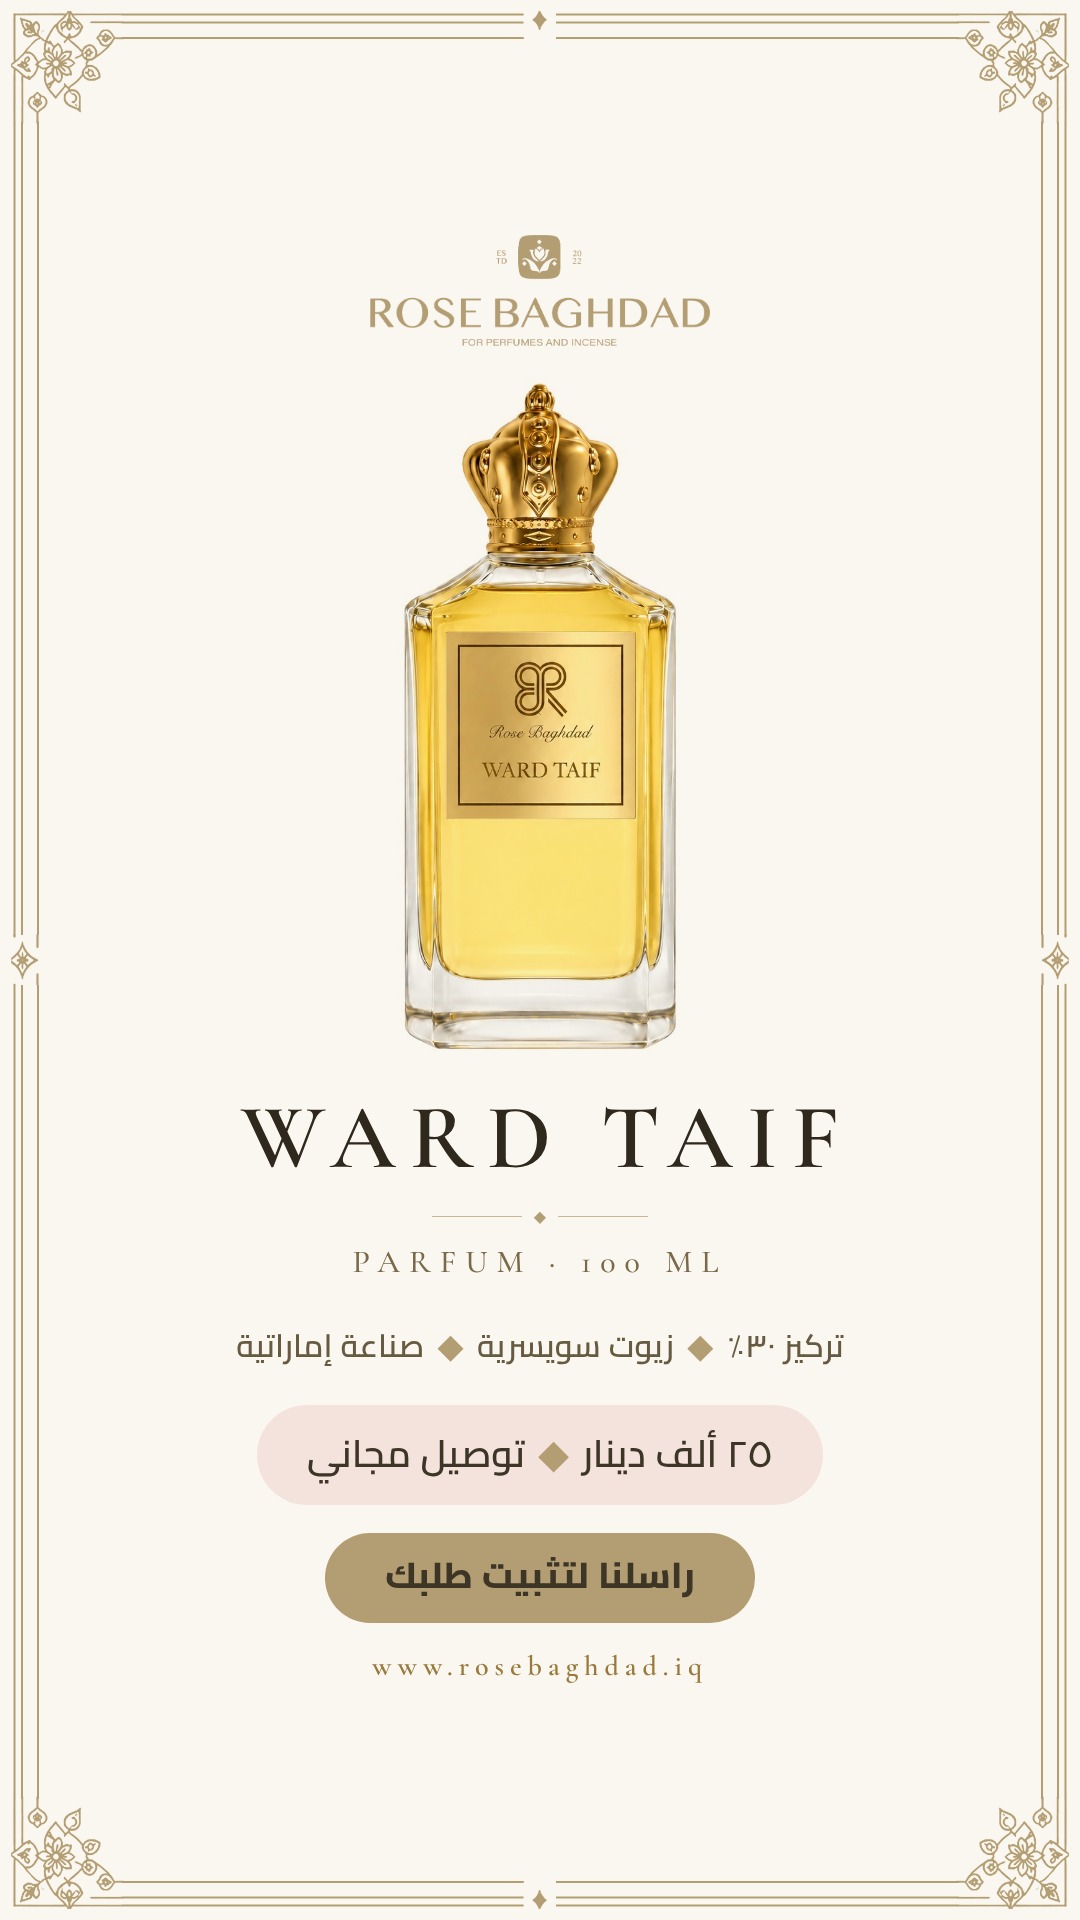 ES TD 20 22
ROSE BAGHDAD
FOR PERFUMES AND INCENSE
Rose Baghdad
WARD TAIF
WARD TAIF
PARFUM · 100 ML
تركيز ٣٠٪ ◆ زيوت سويسرية ◆ صناعة إماراتية
٢٥ ألف دينار ◆ توصيل مجاني
راسلنا لتثبيت طلبك
www.rosebaghdad.iq